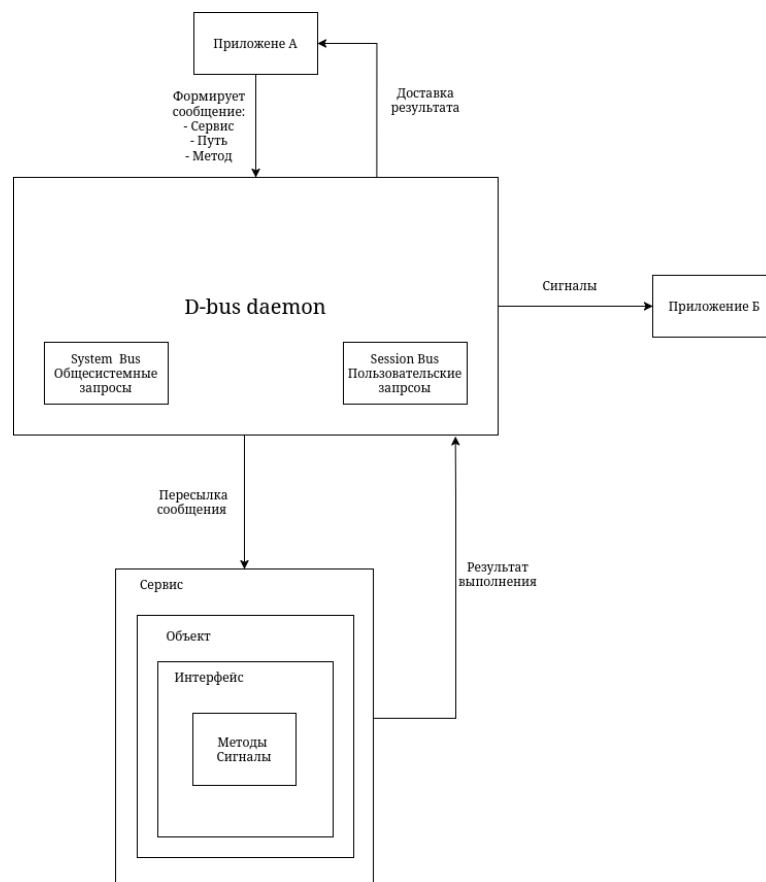 Приложене А
Формирует
сообщение:
- Сервис
- Путь
- Метод
Доставка
результата
D-bus daemon
System Bus
Общесистемные
запросы
Session Bus
Пользовательские
запрсоы
Сигналы
Приложение Б
Пересылка
сообщения
Результат
выполнения
Сервис
Объект
Интерфейс
Методы
Сигналы